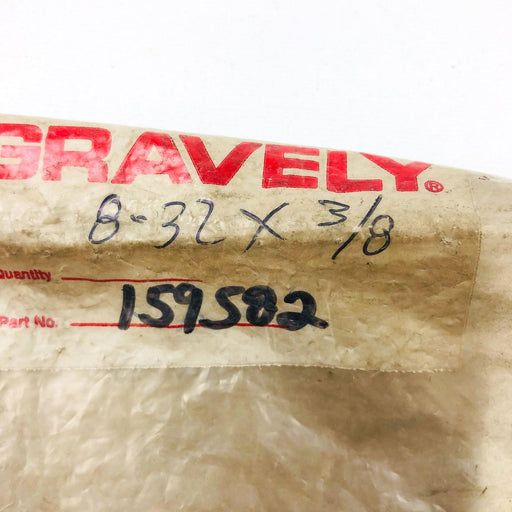 GRAVELY®
8-32 X 3/8
Quantity
Part No. 159582